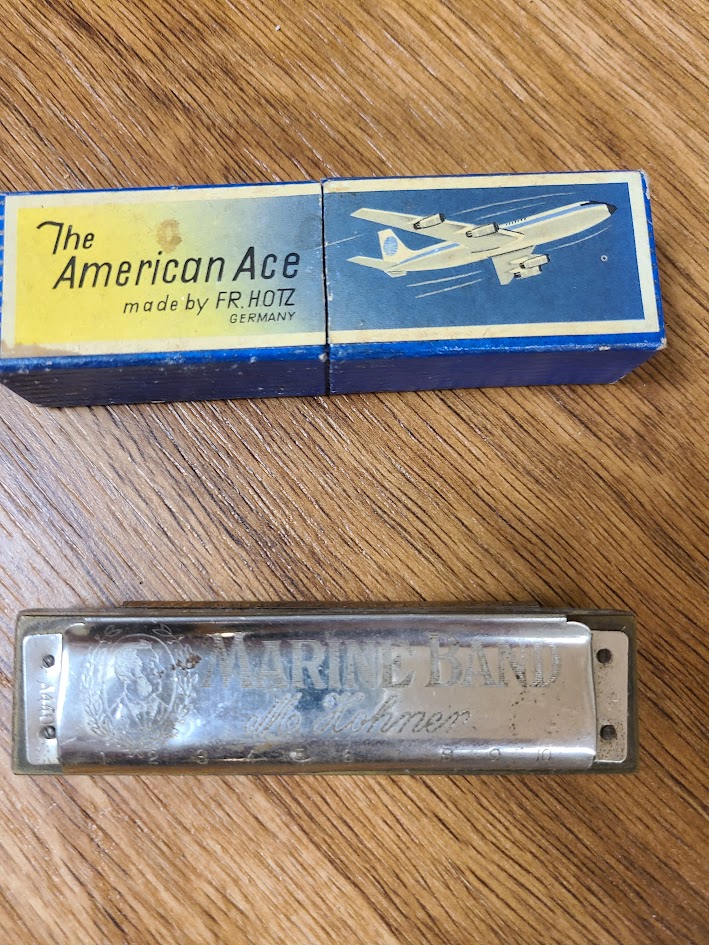 The
American Ace
made by FR. HOTZ
GERMANY
MARINE BAND
M. Hohner
1 2 3 4 5 6 8 9 10